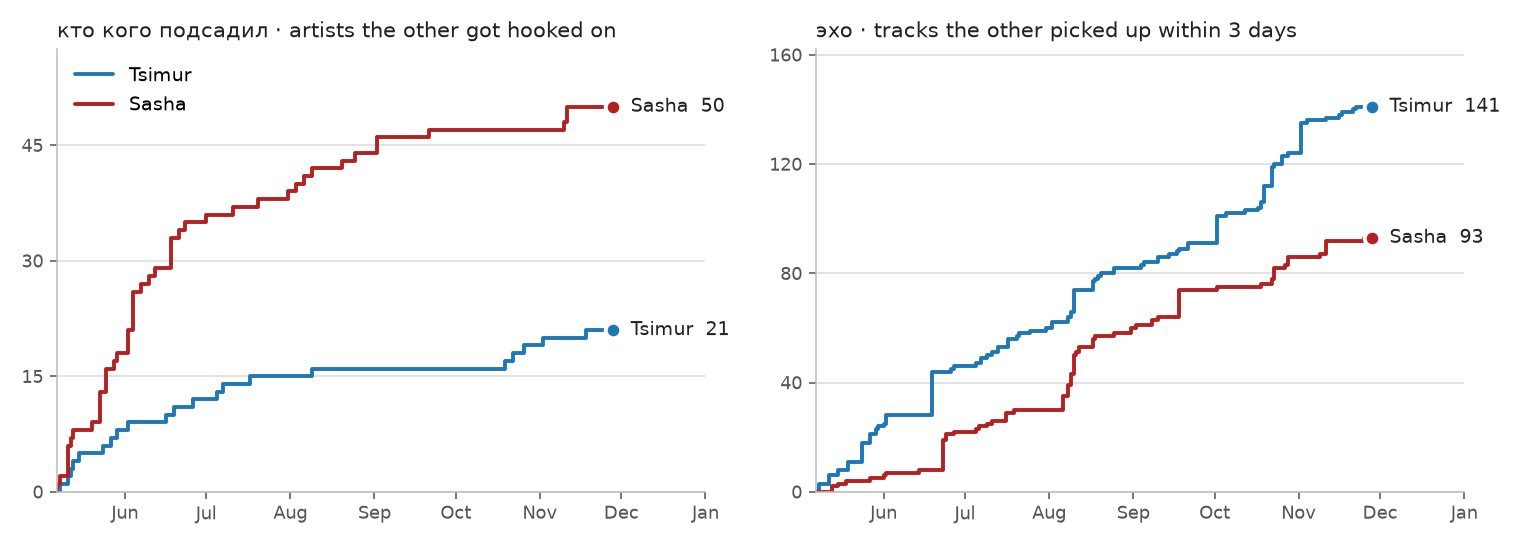 кто кого подсадил · artists the other got hooked on
Tsimur
Sasha
Sasha 50
Tsimur 21
45
30
15
0
Jun Jul Aug Sep Oct Nov Dec Jan
эхо · tracks the other picked up within 3 days
Tsimur 141
Sasha 93
160
120
80
40
0
Jun Jul Aug Sep Oct Nov Dec Jan